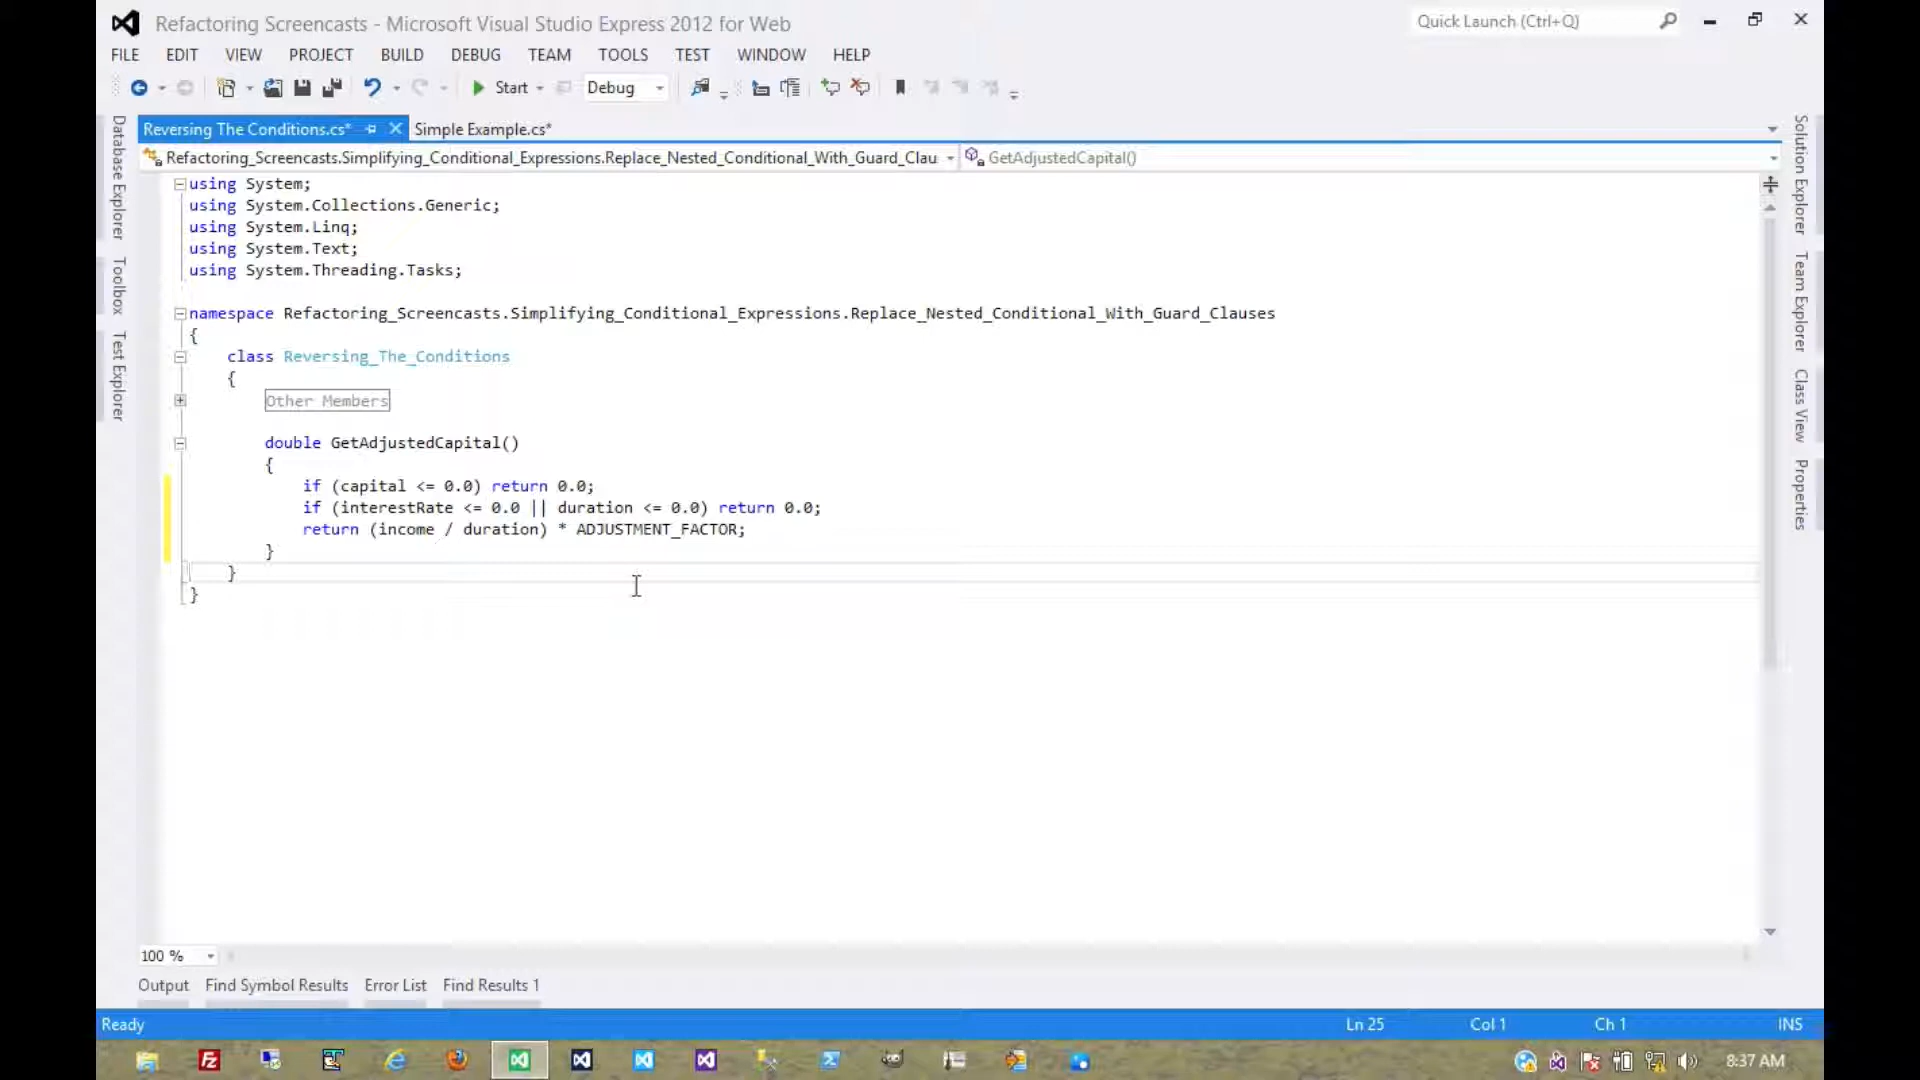 Refactoring Screencasts - Microsoft Visual Studio Express 2012 for Web
Quick Launch (Ctrl+Q)
FILE EDIT VIEW PROJECT BUILD DEBUG TEAM TOOLS TEST WINDOW HELP
Start Debug
Database Explorer
Toolbox
Test Explorer
Reversing The Conditions.cs* Simple Example.cs*
Refactoring_Screencasts.Simplifying_Conditional_Expressions.Replace_Nested_Conditional_With_Guard_Clau GetAdjustedCapital()
using System;
using System.Collections.Generic;
using System.Linq;
using System.Text;
using System.Threading.Tasks;
namespace Refactoring_Screencasts.Simplifying_Conditional_Expressions.Replace_Nested_Conditional_With_Guard_Clauses
{
class Reversing_The_Conditions
{
Other Members
double GetAdjustedCapital()
{
if (capital <= 0.0) return 0.0;
if (interestRate <= 0.0 || duration <= 0.0) return 0.0;
return (income / duration) * ADJUSTMENT_FACTOR;
}
}
}
Solution Explorer
Team Explorer
Class View
Properties
100 %
Output Find Symbol Results Error List Find Results 1
Ready Ln 25 Col 1 Ch 1 INS
8:37 AM